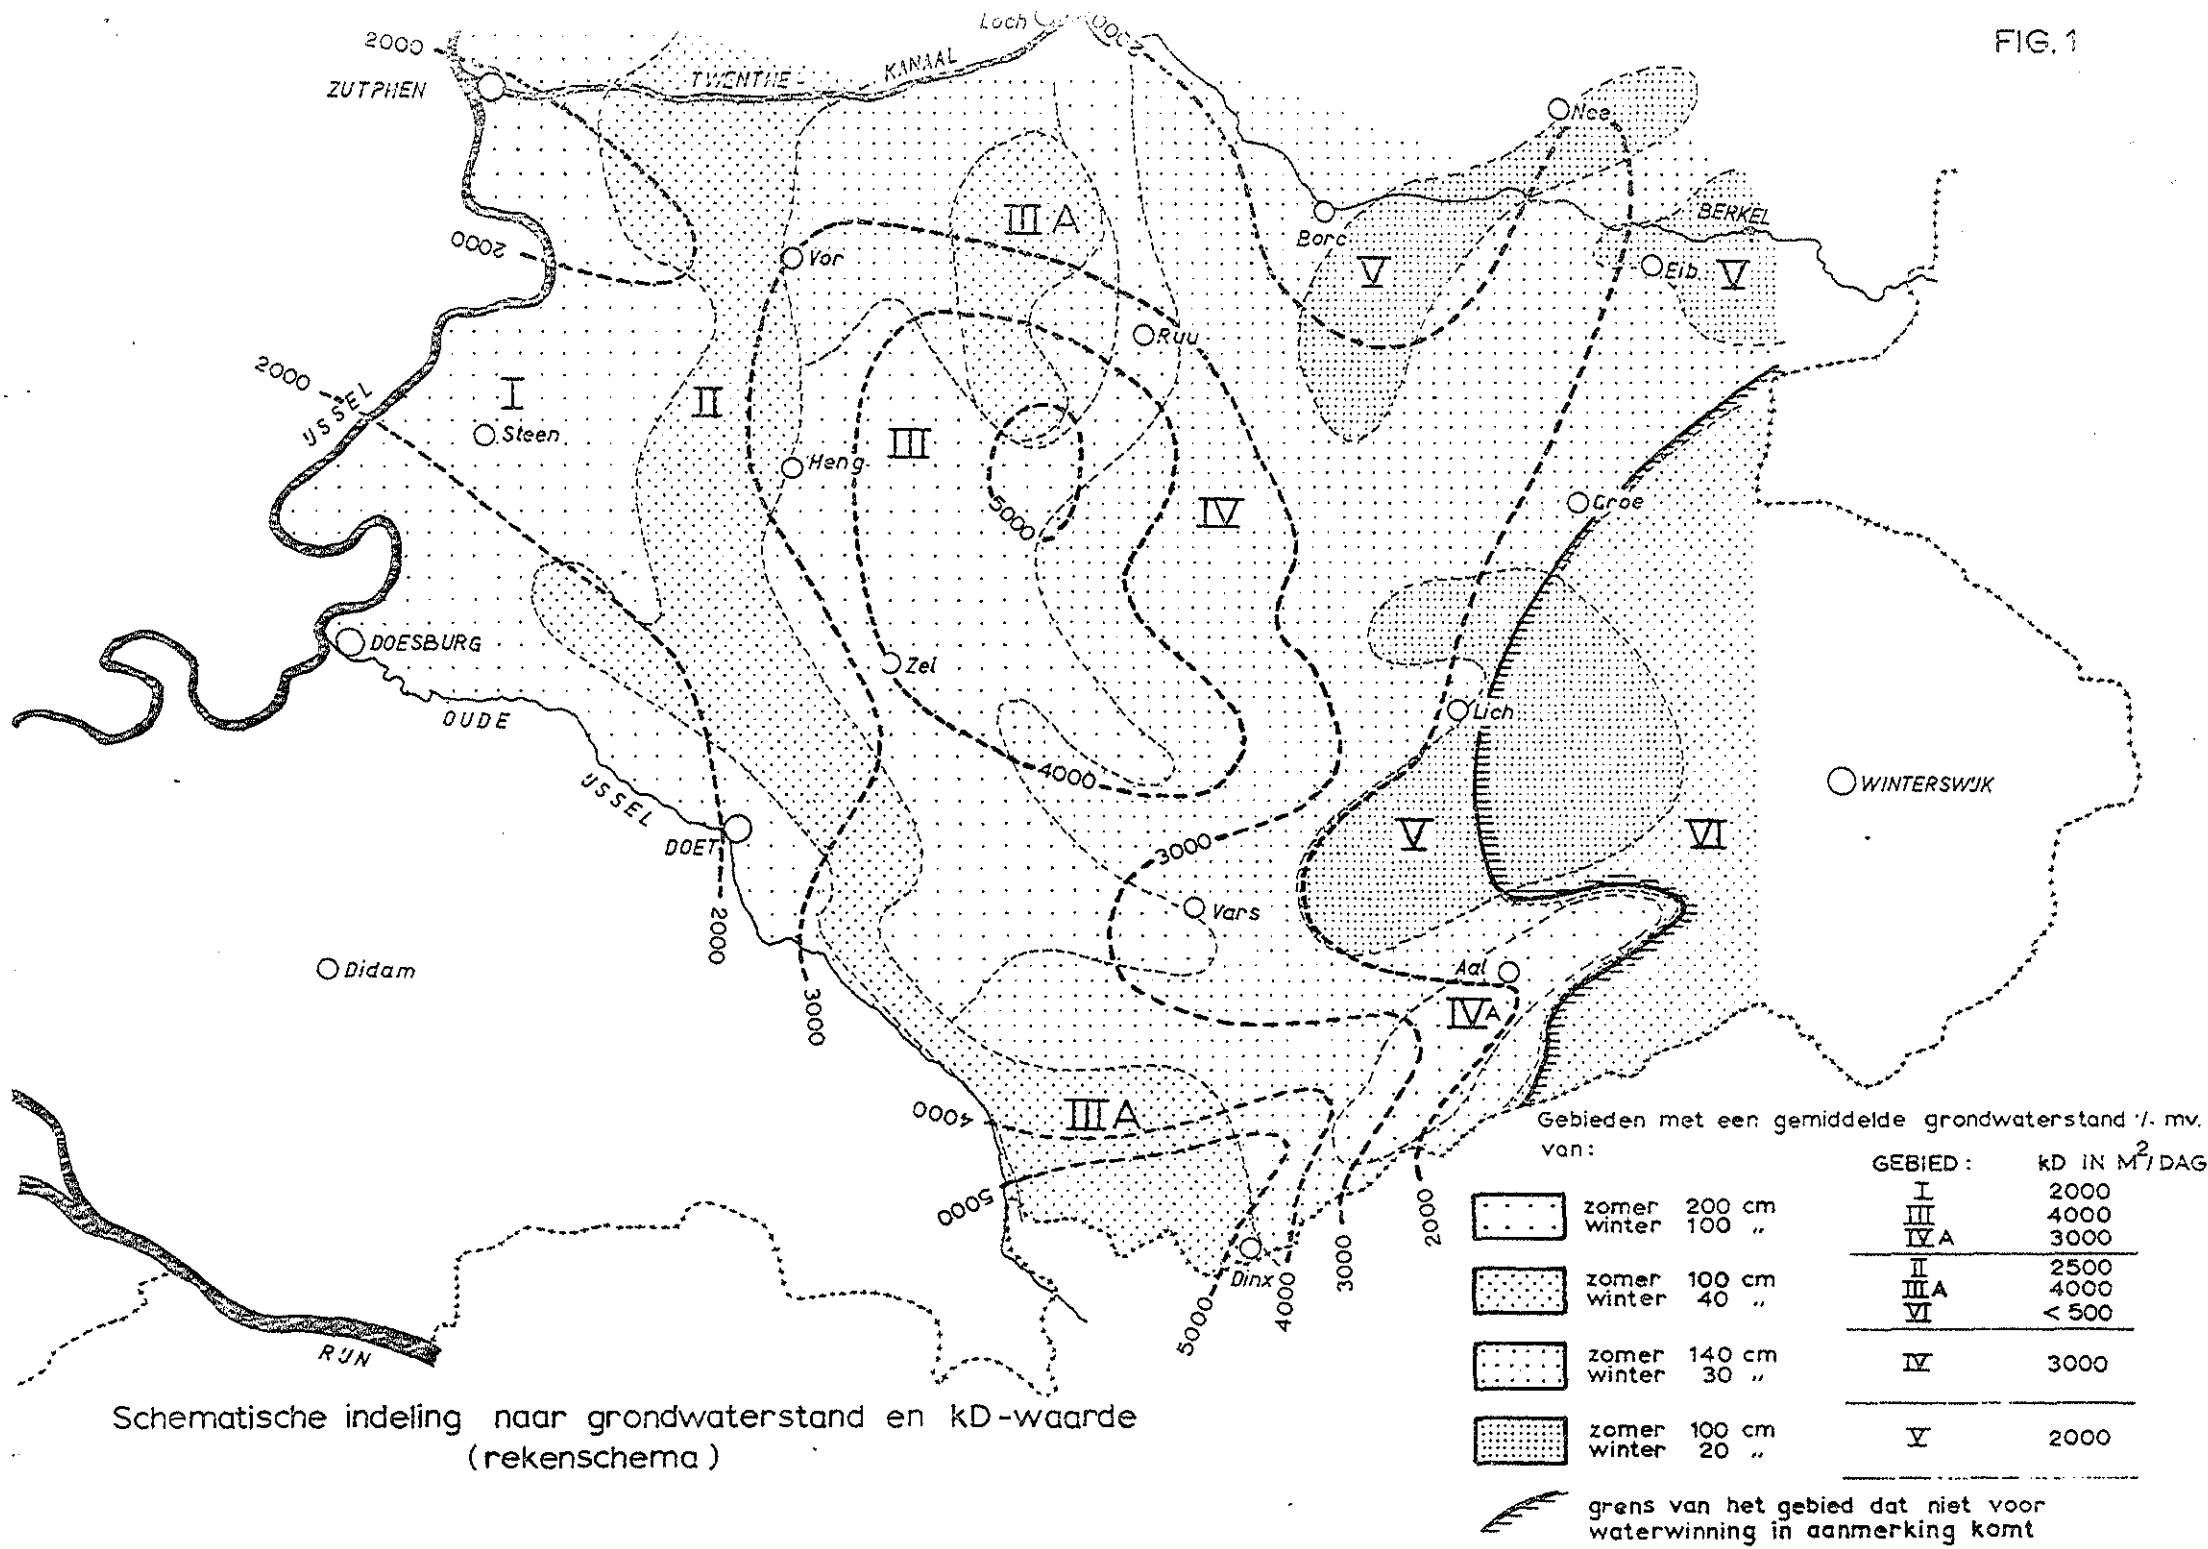 FIG. 1
Loch
2000
2000
ZUTPHEN
TWENTHE-
KANAAL
Nee
III A
BERKEL
2000
Vor
Borc
V
Eib.
V
Ruu
2000
IJSSEL
I
II
Steen
III
Heng
5000
IV
Groe
DOESBURG
Zel
OUDE
IJSSEL
Lich
4000
WINTERSWIJK
DOET
3000
V
VI
Vars
2000
Didam
Aal
3000
IV A
4000
III A
5000
Dinx
5000
4000
3000
2000
RIJN
Schematische indeling naar grondwaterstand en kD-waarde
(rekenschema)
Gebieden met een gemiddelde grondwaterstand ·/. mv.
van:
GEBIED: kD IN M²/DAG
zomer 200 cm
winter 100 „
I 2000
III 4000
IV A 3000
zomer 100 cm
winter 40 „
II 2500
III A 4000
VI < 500
zomer 140 cm
winter 30 „
IV 3000
zomer 100 cm
winter 20 „
V 2000
grens van het gebied dat niet voor
waterwinning in aanmerking komt